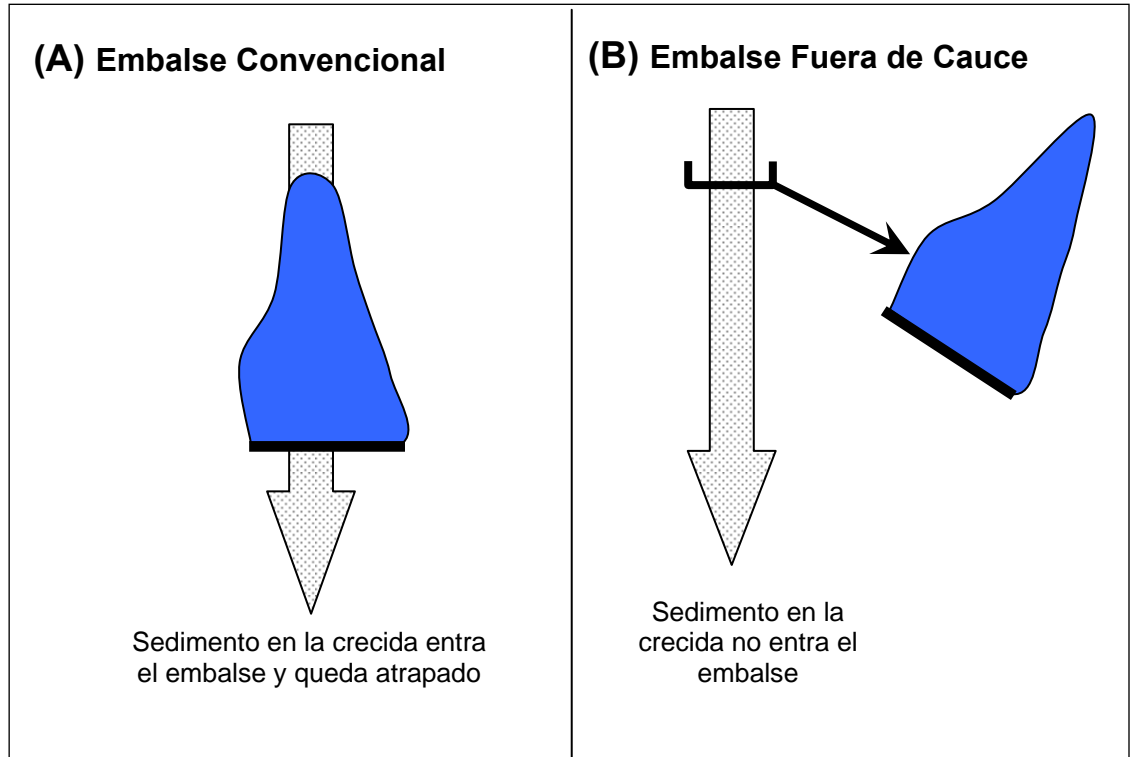 (A) Embalse Convencional
Sedimento en la crecida entra
el embalse y queda atrapado
(B) Embalse Fuera de Cauce
Sedimento en la
crecida no entra el
embalse